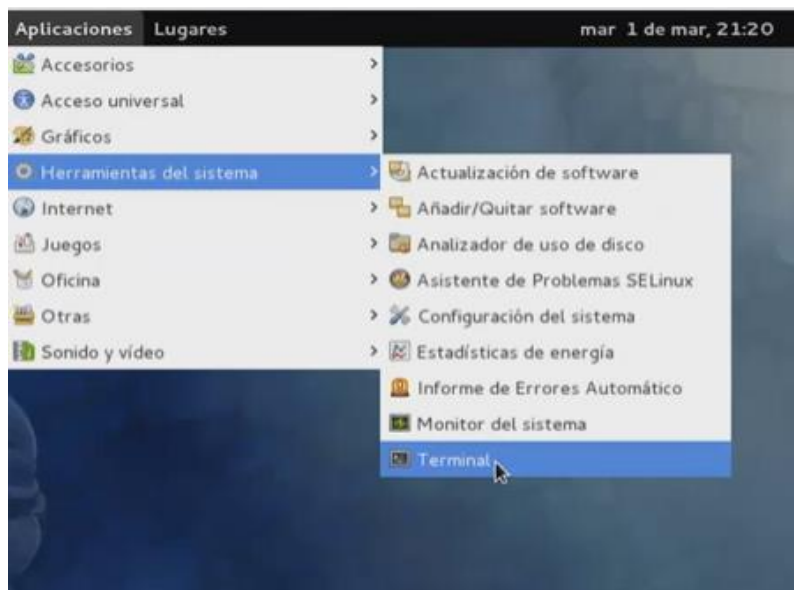 Aplicaciones Lugares mar 1 de mar, 21:20
Accesorios
Acceso universal
Gráficos
Herramientas del sistema
Internet
Juegos
Oficina
Otras
Sonido y vídeo
Actualización de software
Añadir/Quitar software
Analizador de uso de disco
Asistente de Problemas SELinux
Configuración del sistema
Estadísticas de energía
Informe de Errores Automático
Monitor del sistema
Terminal